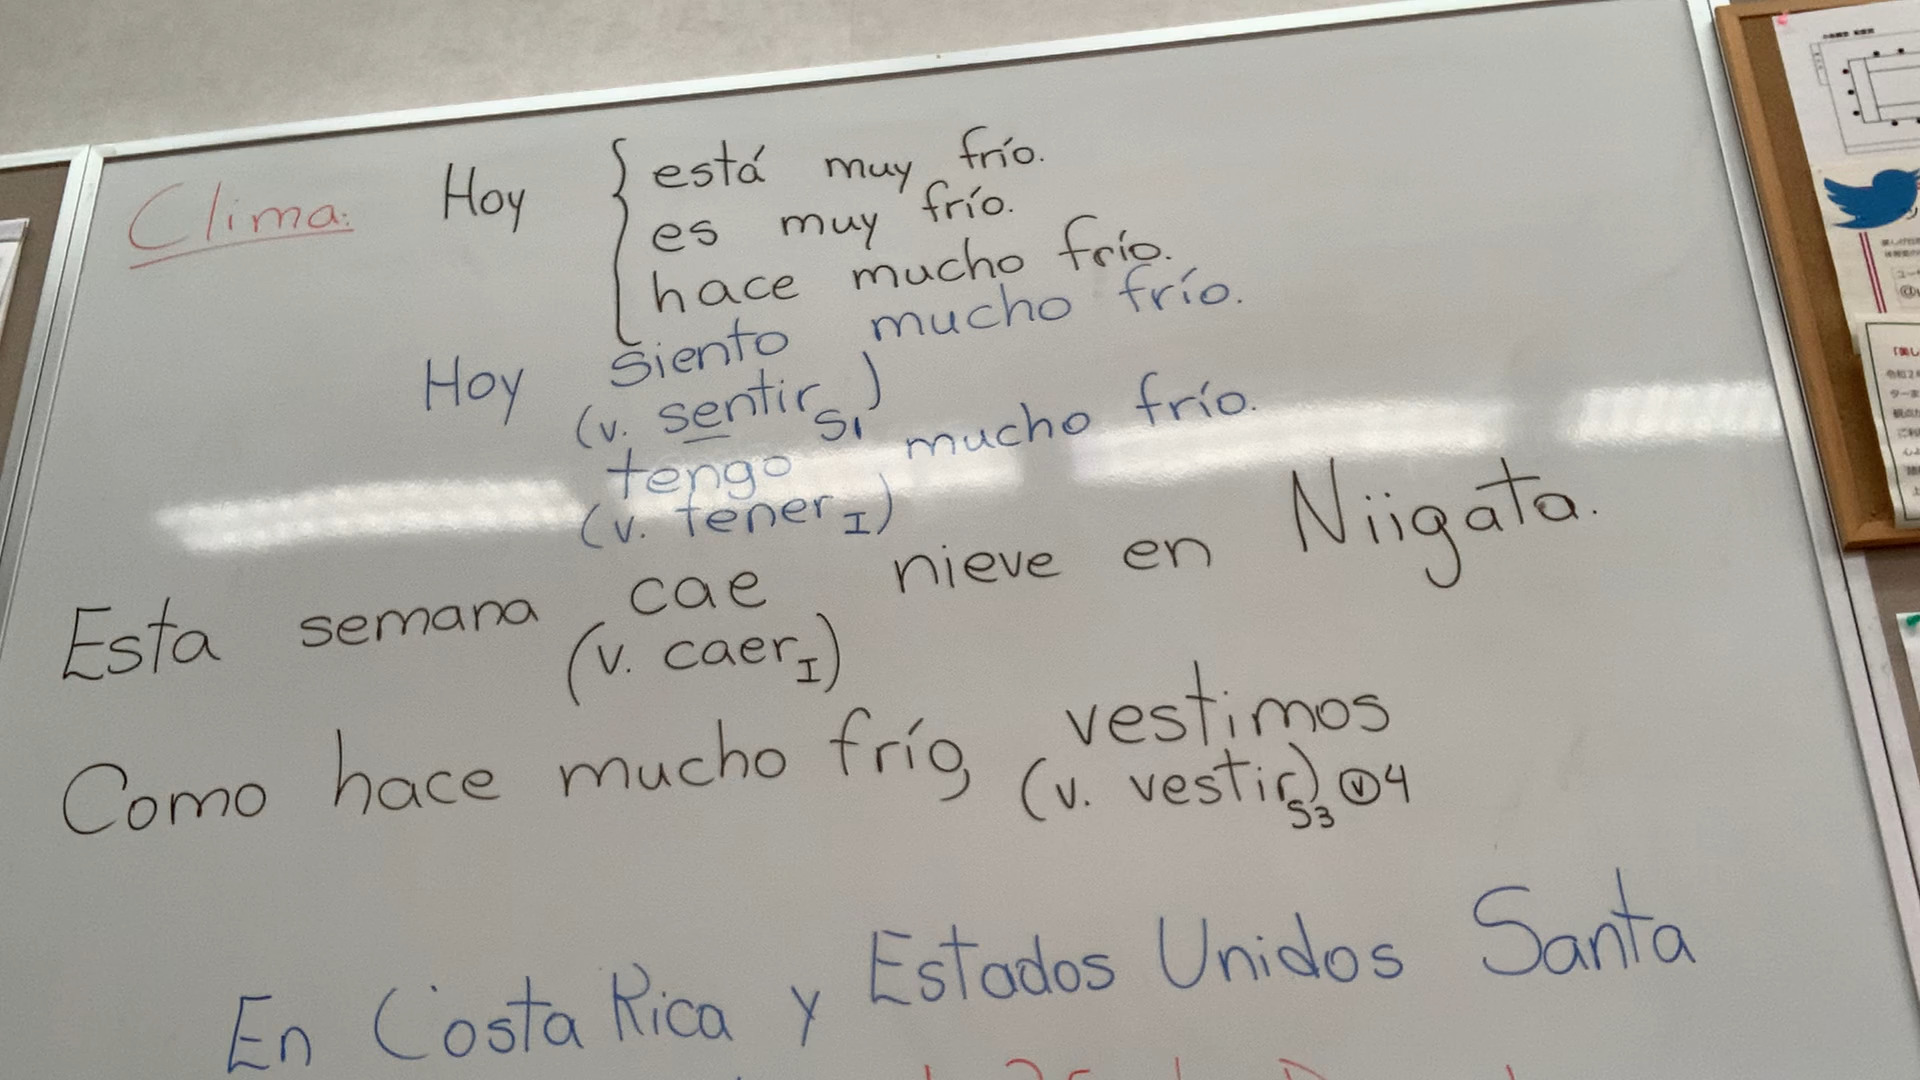 Clima: Hoy está muy frío.
es muy frío.
hace mucho frío.
Hoy siento mucho frío.
(v. sentir S1)
tengo mucho frío.
(v. tener I)
Esta semana cae nieve en Niigata.
(v. caer I)
Como hace mucho frío, vestimos
(v. vestir) S3 Ⓥ4
En Costa Rica y Estados Unidos Santa